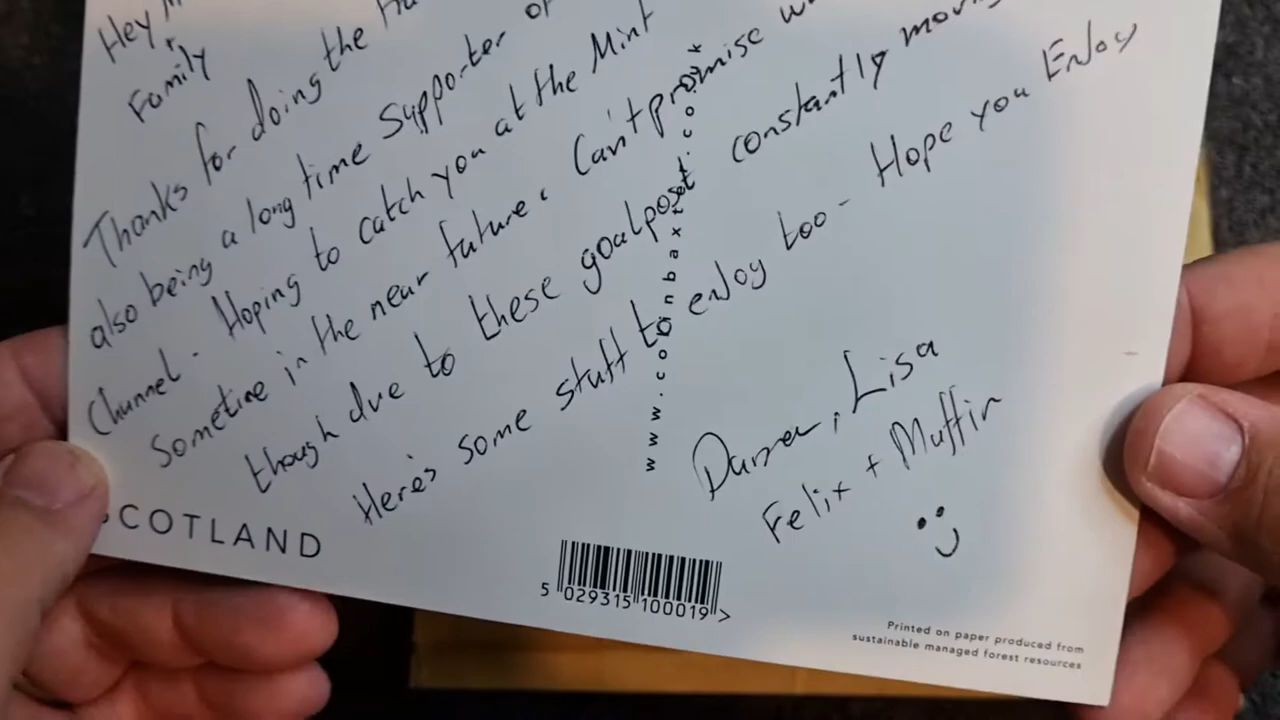 Hey
+
Family
Thanks for doing the
also being a long time supporter of
Channel - Hoping to catch you at the Mint
Sometime in the near future. Can't promise
though due to these goalpost constantly
Here's some stuff to enjoy too - Hope you Enjoy
Darren, Lisa
Felix + Muffin
www.co
SCOTLAND
5 029315 100019 >
Printed on paper produced from
sustainable managed forest resources